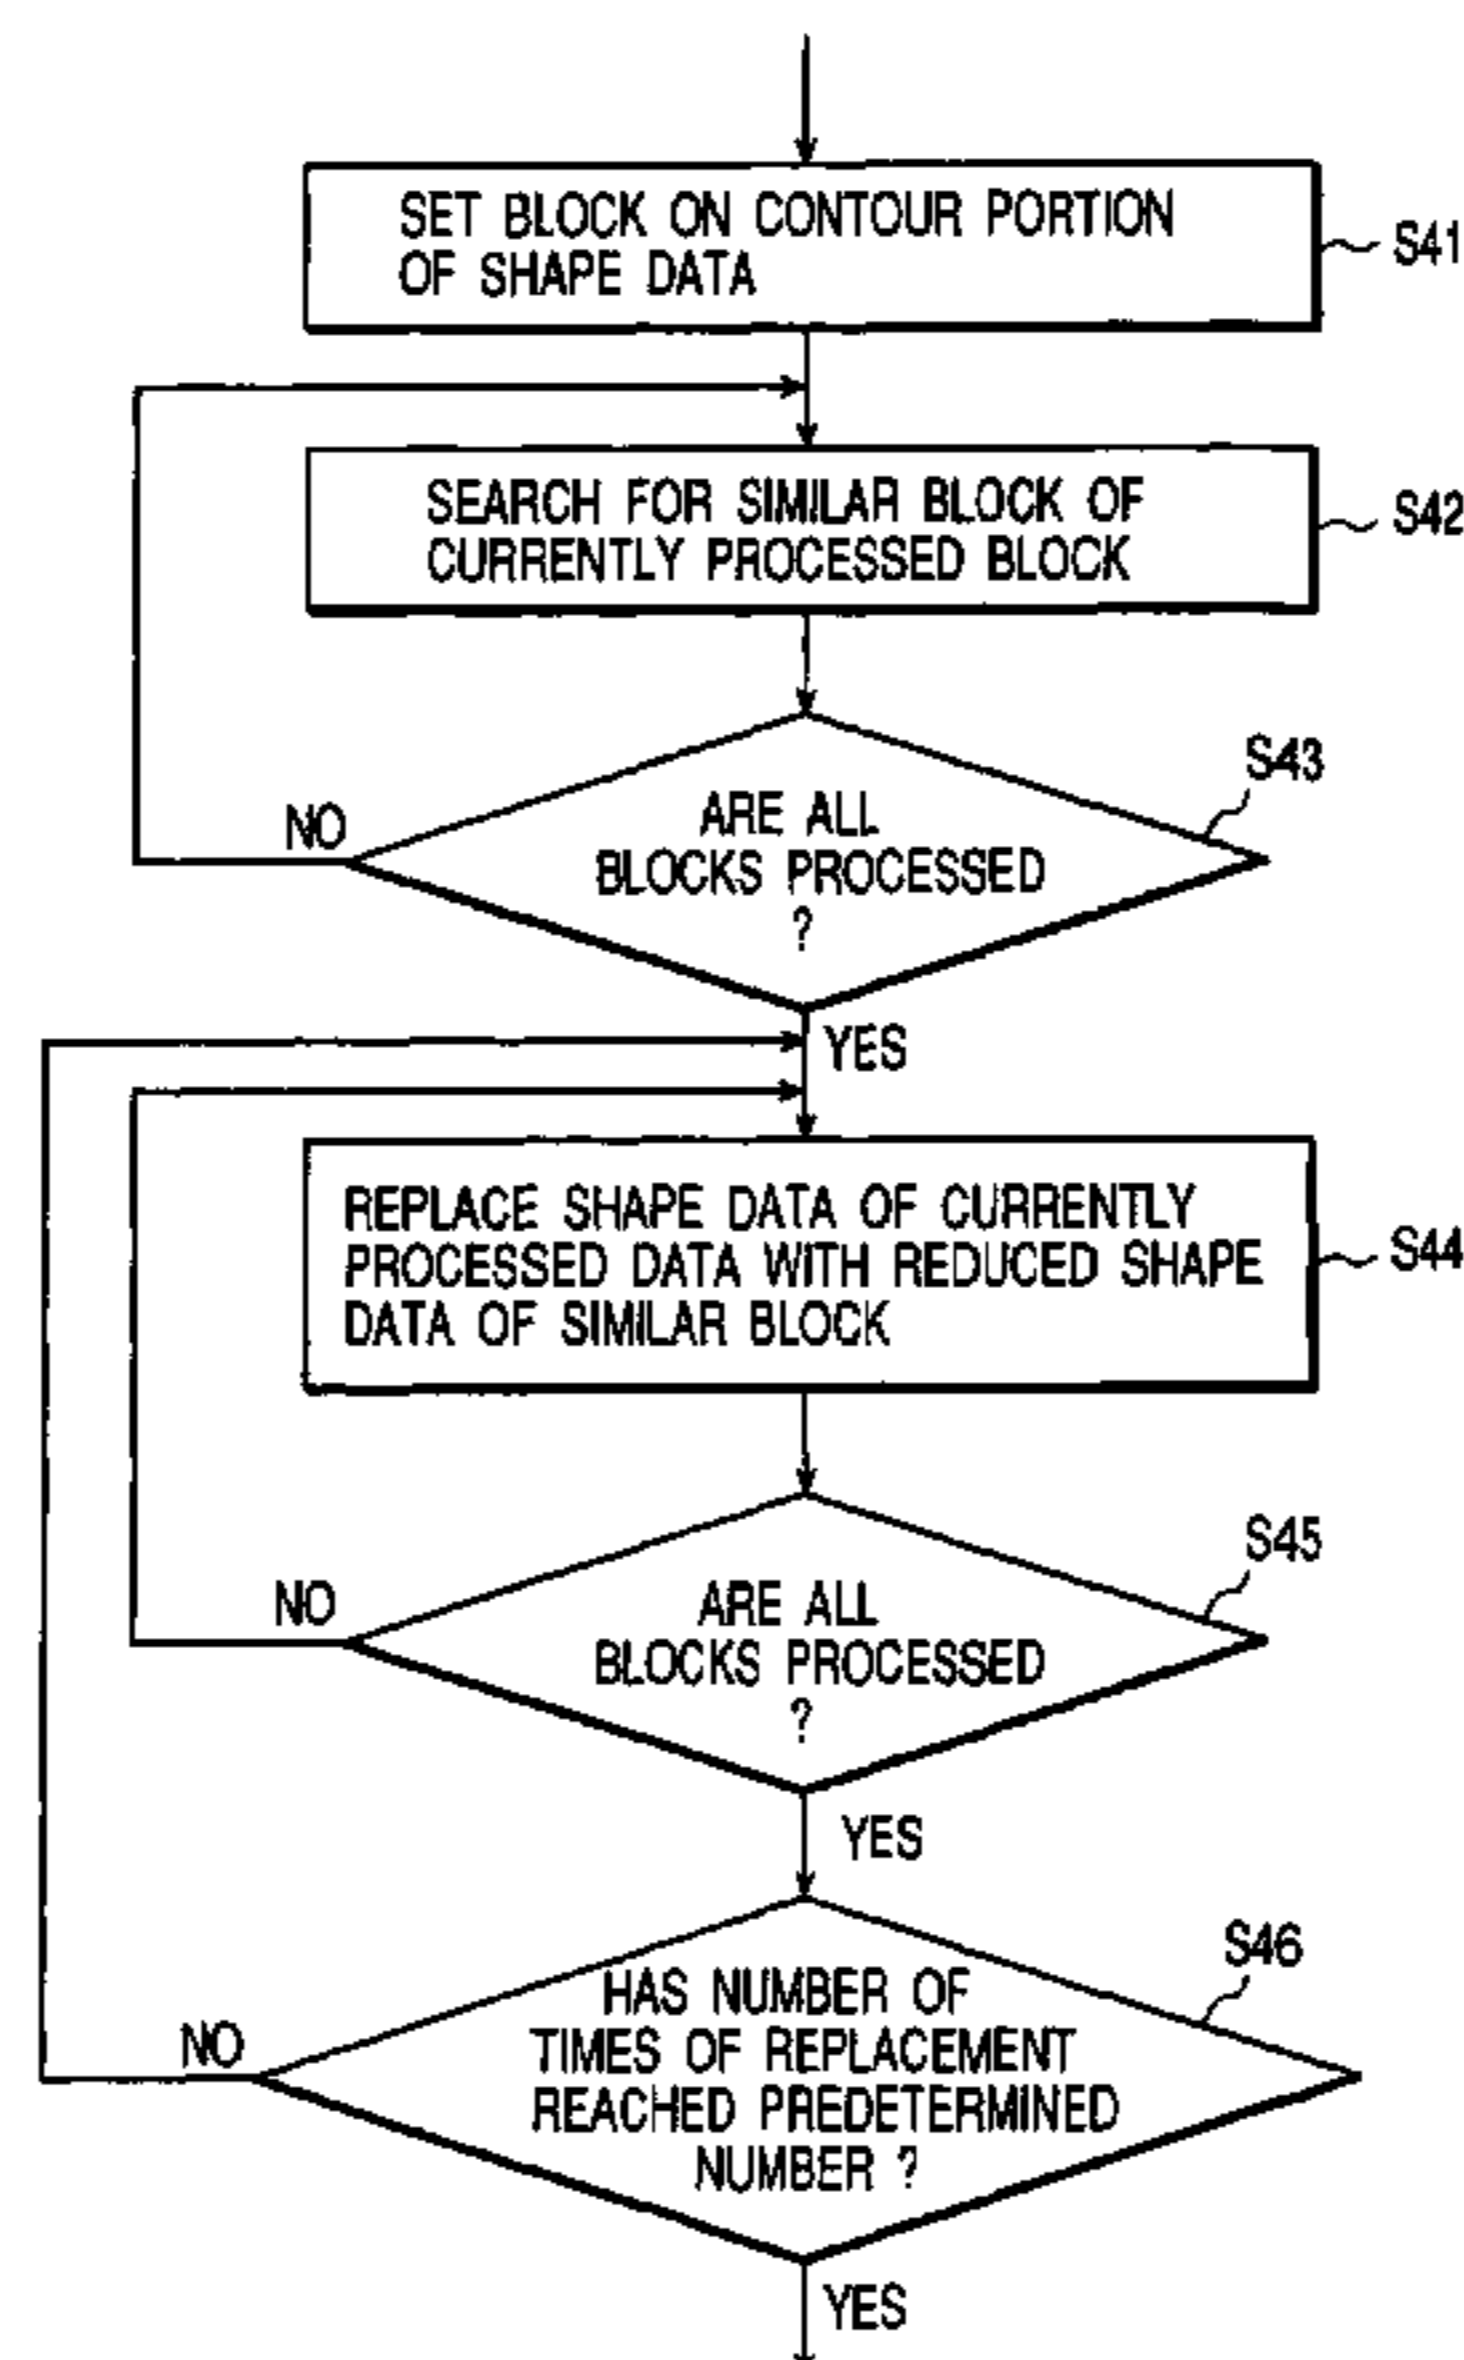 SET BLOCK ON CONTOUR PORTION
OF SHAPE DATA
S41
SEARCH FOR SIMILAR BLOCK OF
CURRENTLY PROCESSED BLOCK
S42
S43
ARE ALL
BLOCKS PROCESSED
?
NO
YES
REPLACE SHAPE DATA OF CURRENTLY
PROCESSED DATA WITH REDUCED SHAPE
DATA OF SIMILAR BLOCK
S44
S45
ARE ALL
BLOCKS PROCESSED
?
NO
YES
S46
HAS NUMBER OF
TIMES OF REPLACEMENT
REACHED PREDETERMINED
NUMBER ?
NO
YES